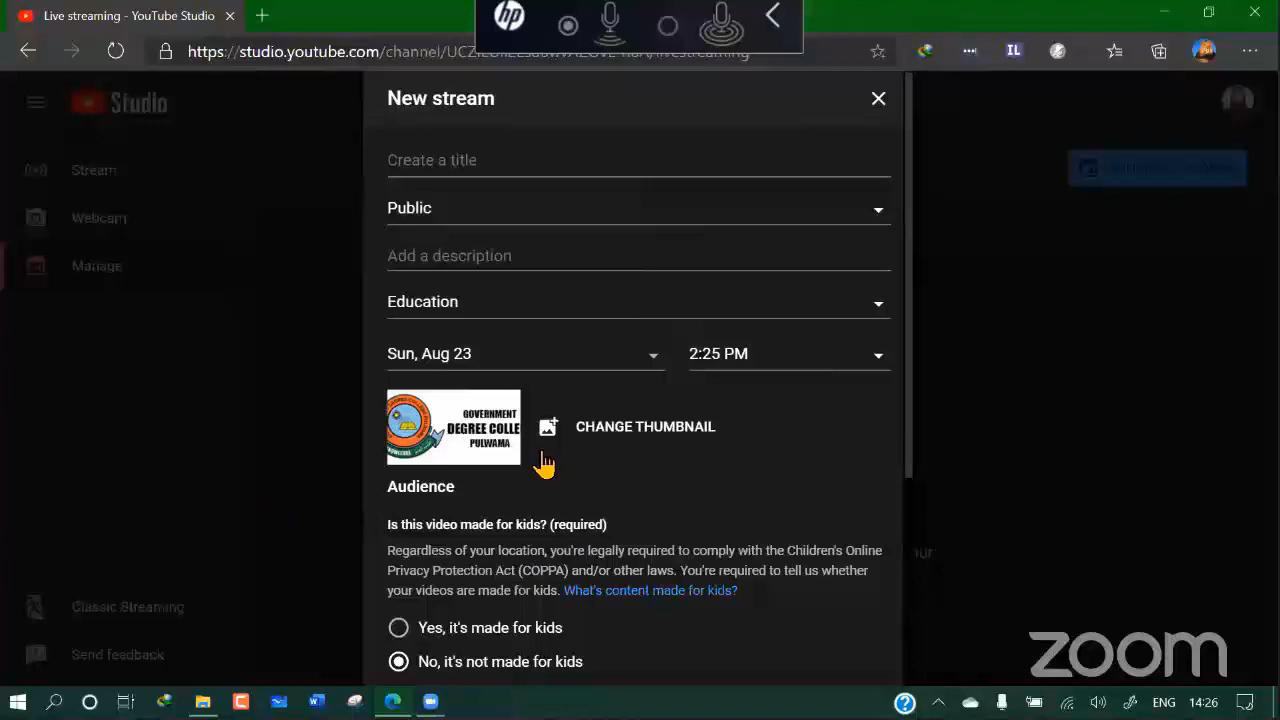 Live streaming - YouTube Studio
hp
Studio
New stream
Create a title
Stream
Public
Webcam
Add a description
Manage
Education
Sun, Aug 23
2:25 PM
GOVERNMENT
DEGREE COLLE
PULWAMA
CHANGE THUMBNAIL
Audience
Is this video made for kids? (required)
Regardless of your location, you're legally required to comply with the Children's Online
Privacy Protection Act (COPPA) and/or other laws. You're required to tell us whether
your videos are made for kids. What's content made for kids?
Classic Streaming
Yes, it's made for kids
Send feedback
No, it's not made for kids
zoom
ENG
14:26